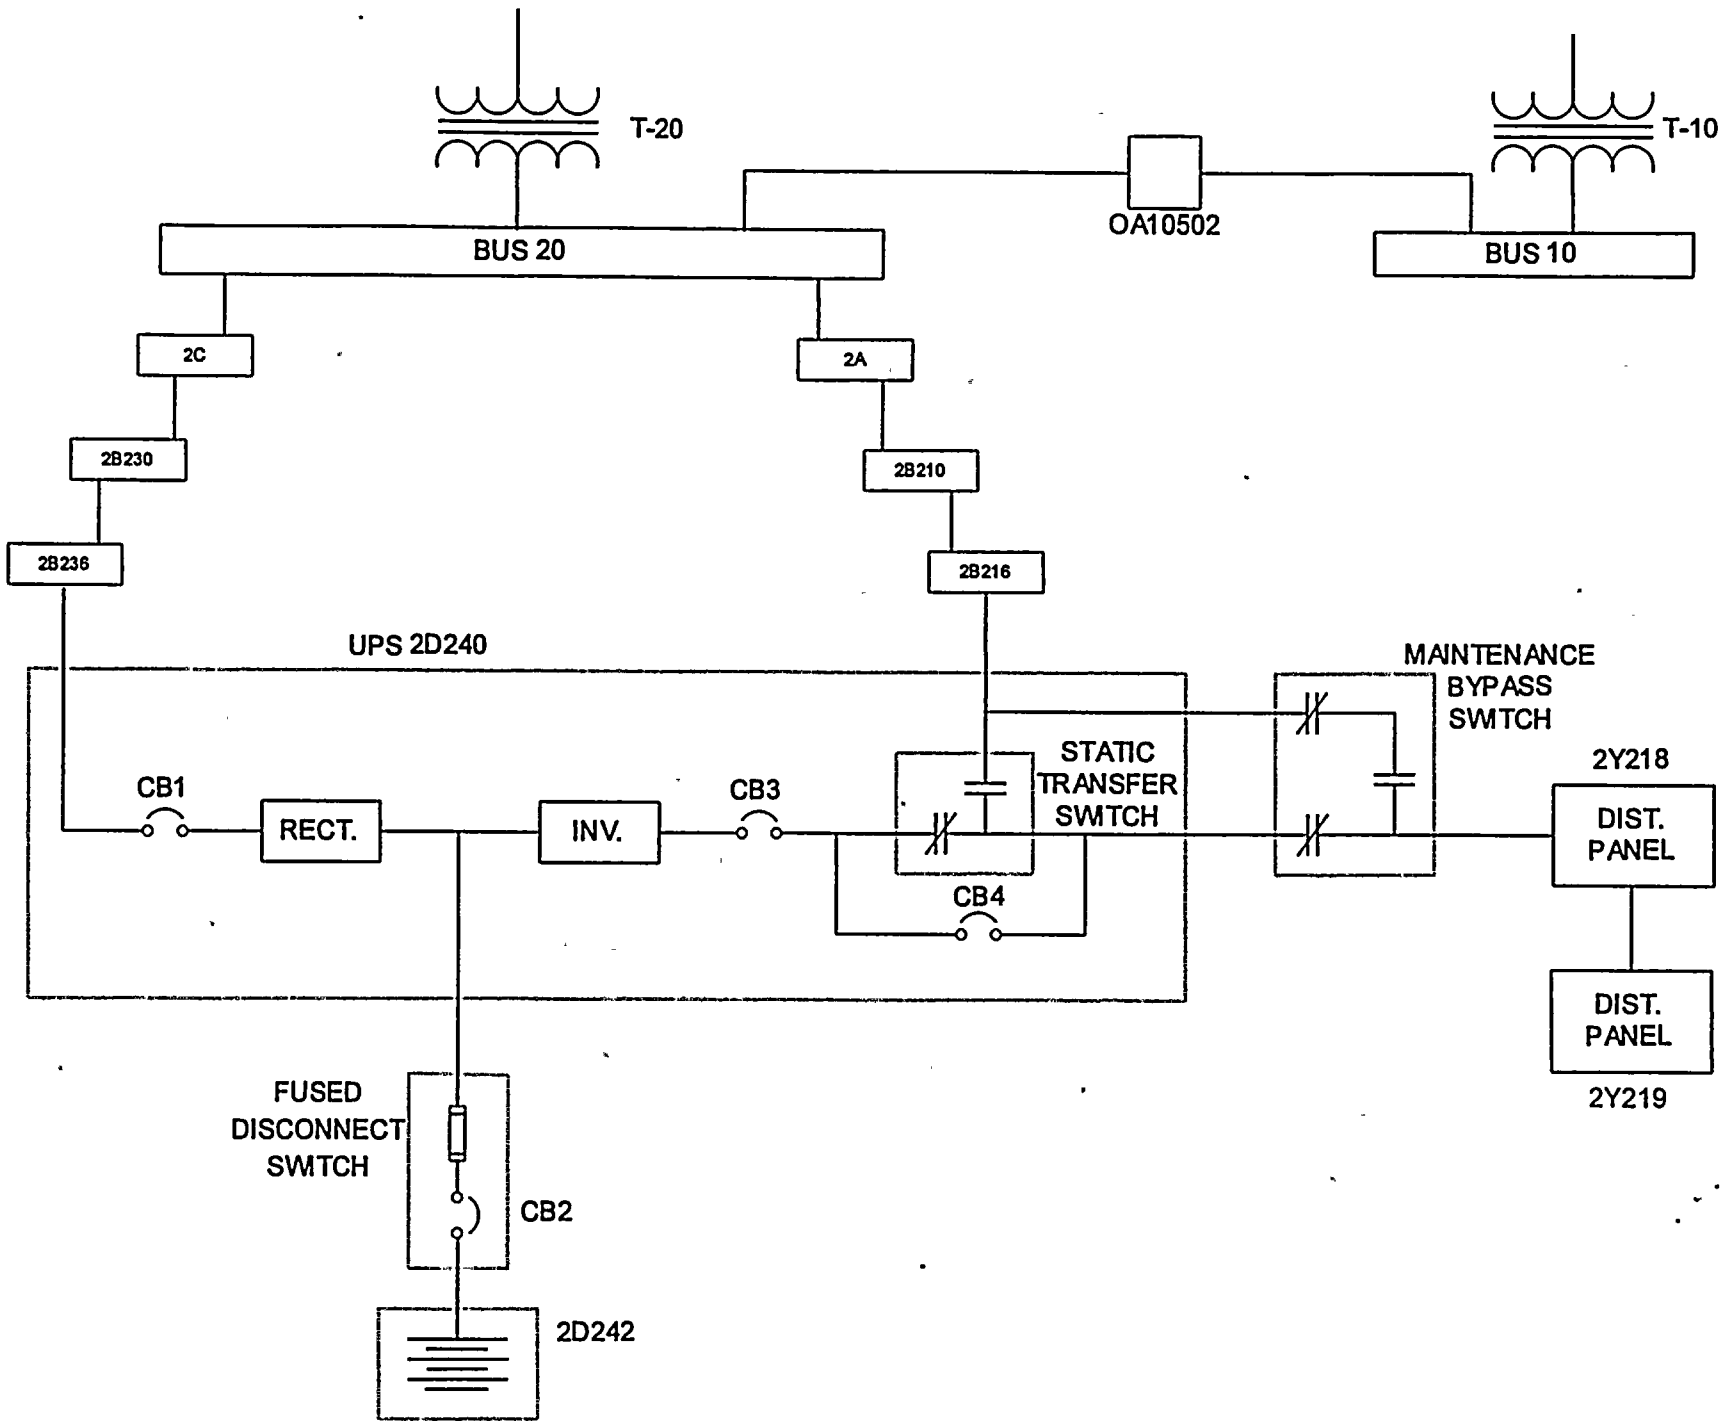 T-20
T-10
OA10502
BUS 20
BUS 10
2C
2A
2B230
2B210
2B236
2B216
UPS 2D240
MAINTENANCE
BYPASS
SWITCH
STATIC
TRANSFER
SWITCH
2Y218
CB1
CB3
RECT.
INV.
DIST.
PANEL
CB4
DIST.
PANEL
2Y219
FUSED
DISCONNECT
SWITCH
CB2
2D242